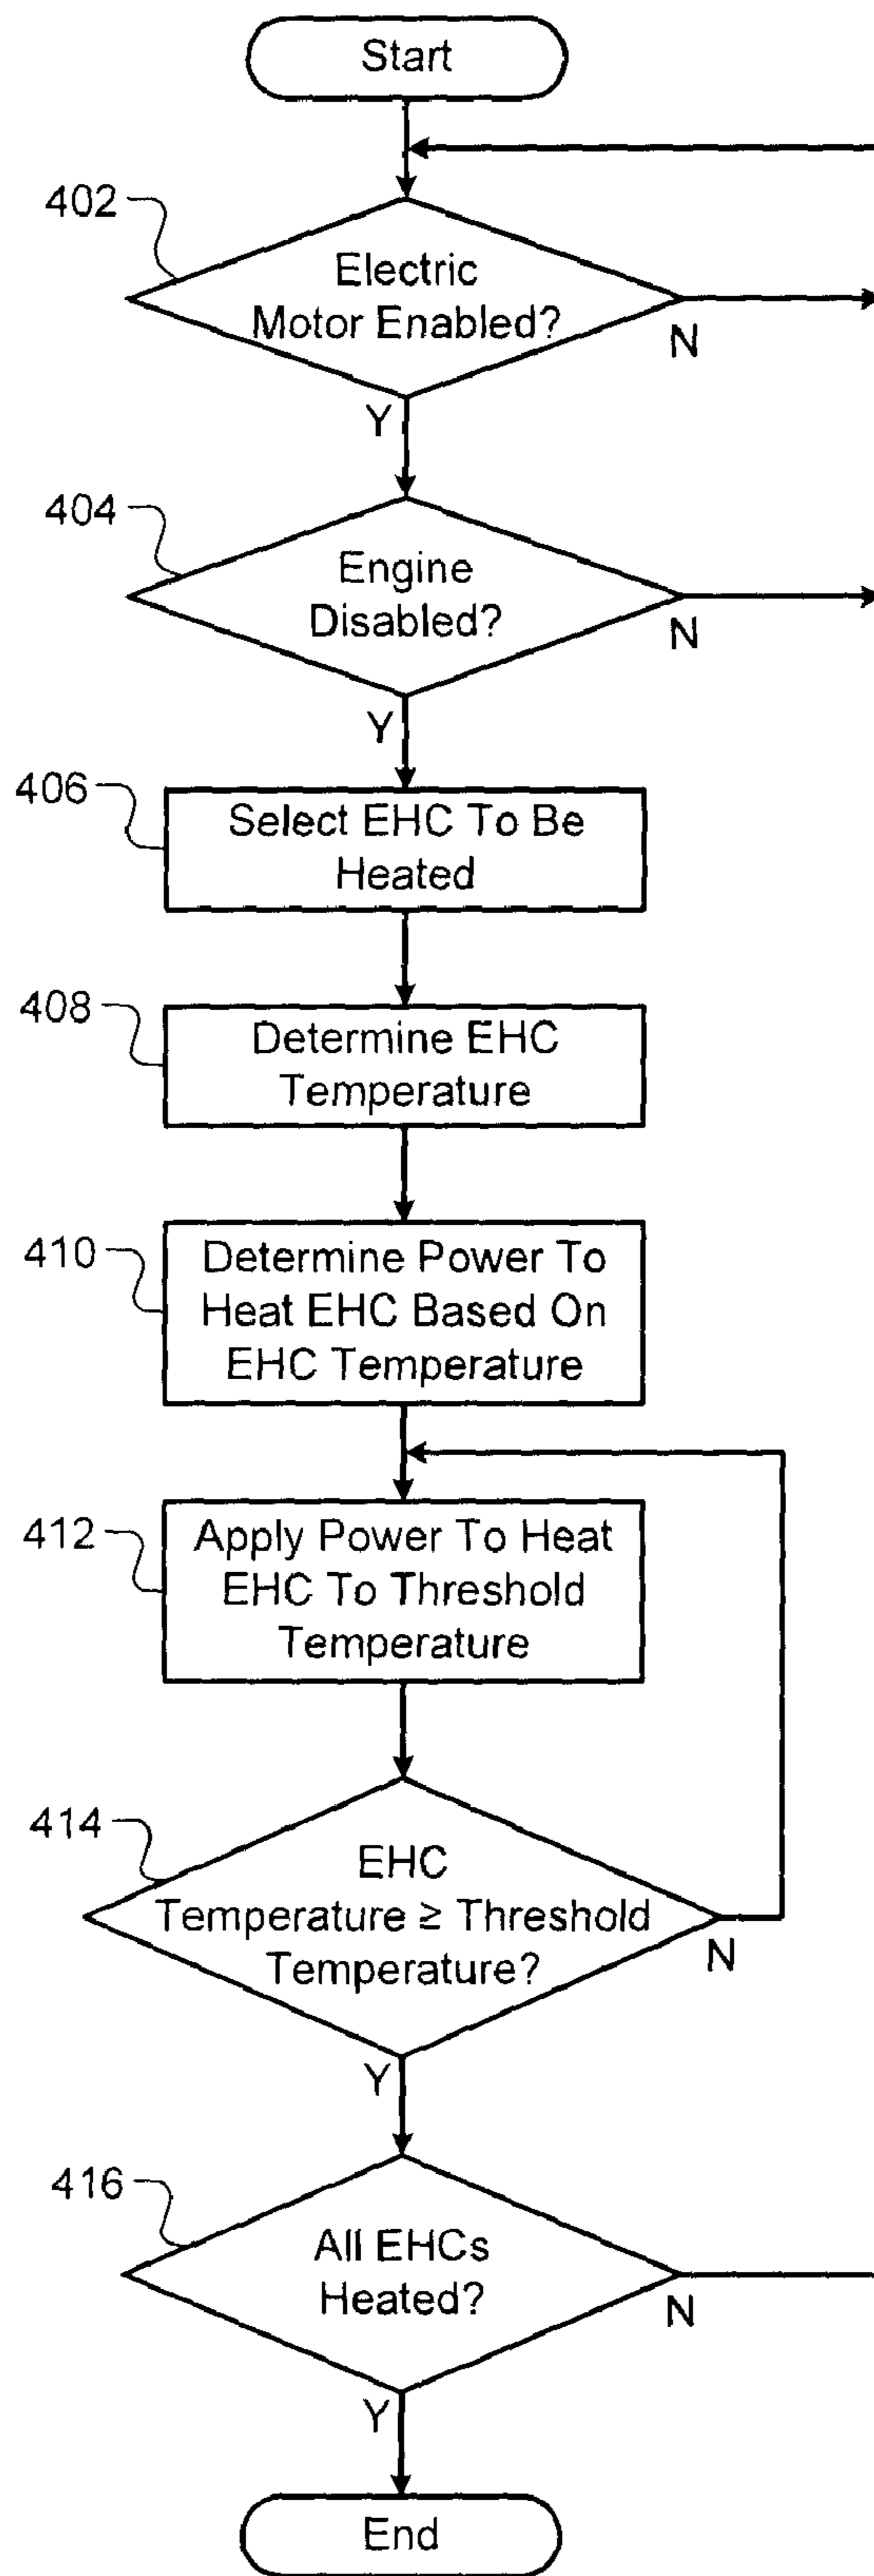 Start
402
Electric
Motor Enabled?
N
Y
404
Engine
Disabled?
N
Y
406
Select EHC To Be
Heated
408
Determine EHC
Temperature
410
Determine Power To
Heat EHC Based On
EHC Temperature
412
Apply Power To Heat
EHC To Threshold
Temperature
414
EHC
Temperature ≥ Threshold
Temperature?
N
Y
416
All EHCs
Heated?
N
Y
End